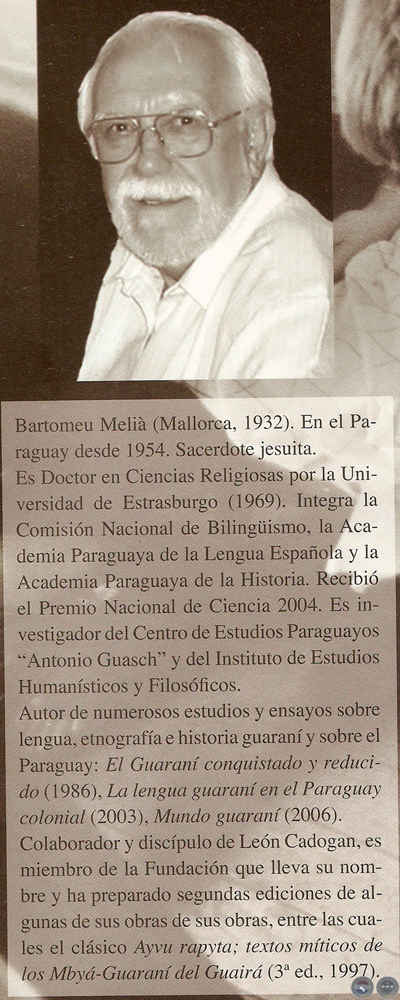 Bartomeu Melià (Mallorca, 1932). En el Pa-
raguay desde 1954. Sacerdote jesuita.
Es Doctor en Ciencias Religiosas por la Uni-
versidad de Estrasburgo (1969). Integra la
Comisión Nacional de Bilingüismo, la Aca-
demia Paraguaya de la Lengua Española y la
Academia Paraguaya de la Historia. Recibió
el Premio Nacional de Ciencia 2004. Es in-
vestigador del Centro de Estudios Paraguayos
“Antonio Guasch” y del Instituto de Estudios
Humanísticos y Filosóficos.
Autor de numerosos estudios y ensayos sobre
lengua, etnografía e historia guaraní y sobre el
Paraguay: El Guaraní conquistado y reduci-
do (1986), La lengua guaraní en el Paraguay
colonial (2003), Mundo guaraní (2006).
Colaborador y discípulo de León Cadogan, es
miembro de la Fundación que lleva su nom-
bre y ha preparado segundas ediciones de al-
gunas de sus obras de sus obras, entre las cua-
les el clásico Ayvu rapyta; textos míticos de
los Mbyá-Guaraní del Guairá (3ª ed., 1997).